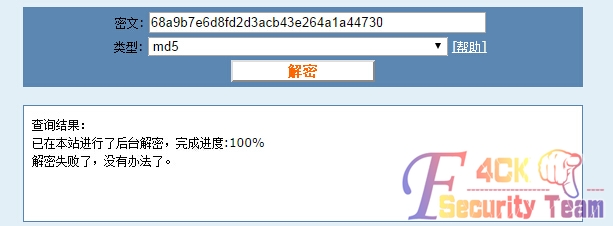 密文: 68a9b7e6d8fd2d3acb43e264a1a44730
类型: md5 [帮助]
解密
查询结果:
已在本站进行了后台解密，完成进度:100%
解密失败了，没有办法了。
F4CK
Security Team